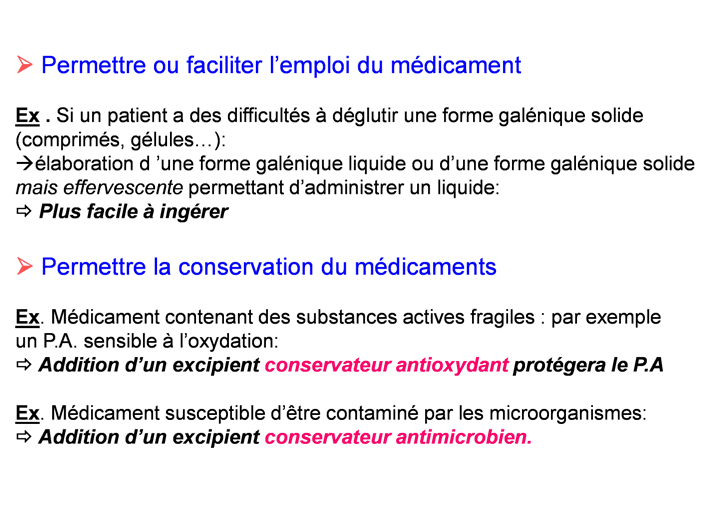 ➢ Permettre ou faciliter l’emploi du médicament
Ex . Si un patient a des difficultés à déglutir une forme galénique solide
(comprimés, gélules…):
→élaboration d ’une forme galénique liquide ou d’une forme galénique solide
mais effervescente permettant d’administrer un liquide:
⇨ Plus facile à ingérer
➢ Permettre la conservation du médicaments
Ex. Médicament contenant des substances actives fragiles : par exemple
un P.A. sensible à l’oxydation:
⇨ Addition d’un excipient conservateur antioxydant protégera le P.A
Ex. Médicament susceptible d’être contaminé par les microorganismes:
⇨ Addition d’un excipient conservateur antimicrobien.